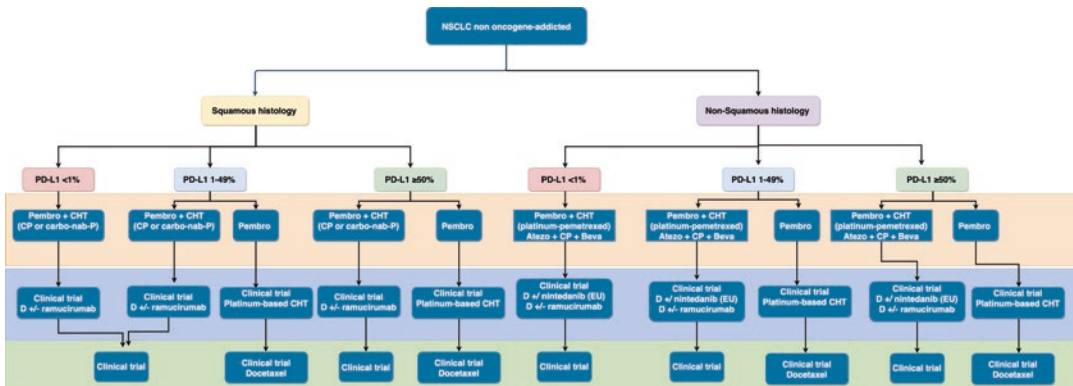 NSCLC non oncogene-addicted
Squamous histology
Non-Squamous histology
PD-L1 <1%
PD-L1 1-49%
PD-L1 ≥50%
PD-L1 <1%
PD-L1 1-49%
PD-L1 ≥50%
Pembro + CHT
(CP or carbo-nab-P)
Pembro + CHT
(CP or carbo-nab-P)
Pembro
Pembro + CHT
(CP or carbo-nab-P)
Pembro
Pembro + CHT
(platinum-pemetrexed)
Atezo + CP + Beva
Pembro + CHT
(platinum-pemetrexed)
Atezo + CP + Beva
Pembro
Pembro + CHT
(platinum-pemetrexed)
Atezo + CP + Beva
Pembro
Clinical trial
D +/- ramucirumab
Clinical trial
D +/- ramucirumab
Clinical trial
Platinum-based CHT
Clinical trial
D +/- ramucirumab
Clinical trial
Platinum-based CHT
Clinical trial
D +/ nintedanib (EU)
D +/- ramucirumab
Clinical trial
D +/ nintedanib (EU)
D +/- ramucirumab
Clinical trial
Platinum-based CHT
Clinical trial
D +/ nintedanib (EU)
D +/- ramucirumab
Clinical trial
Platinum-based CHT
Clinical trial
Clinical trial
Docetaxel
Clinical trial
Clinical trial
Docetaxel
Clinical trial
Clinical trial
Clinical trial
Docetaxel
Clinical trial
Clinical trial
Docetaxel